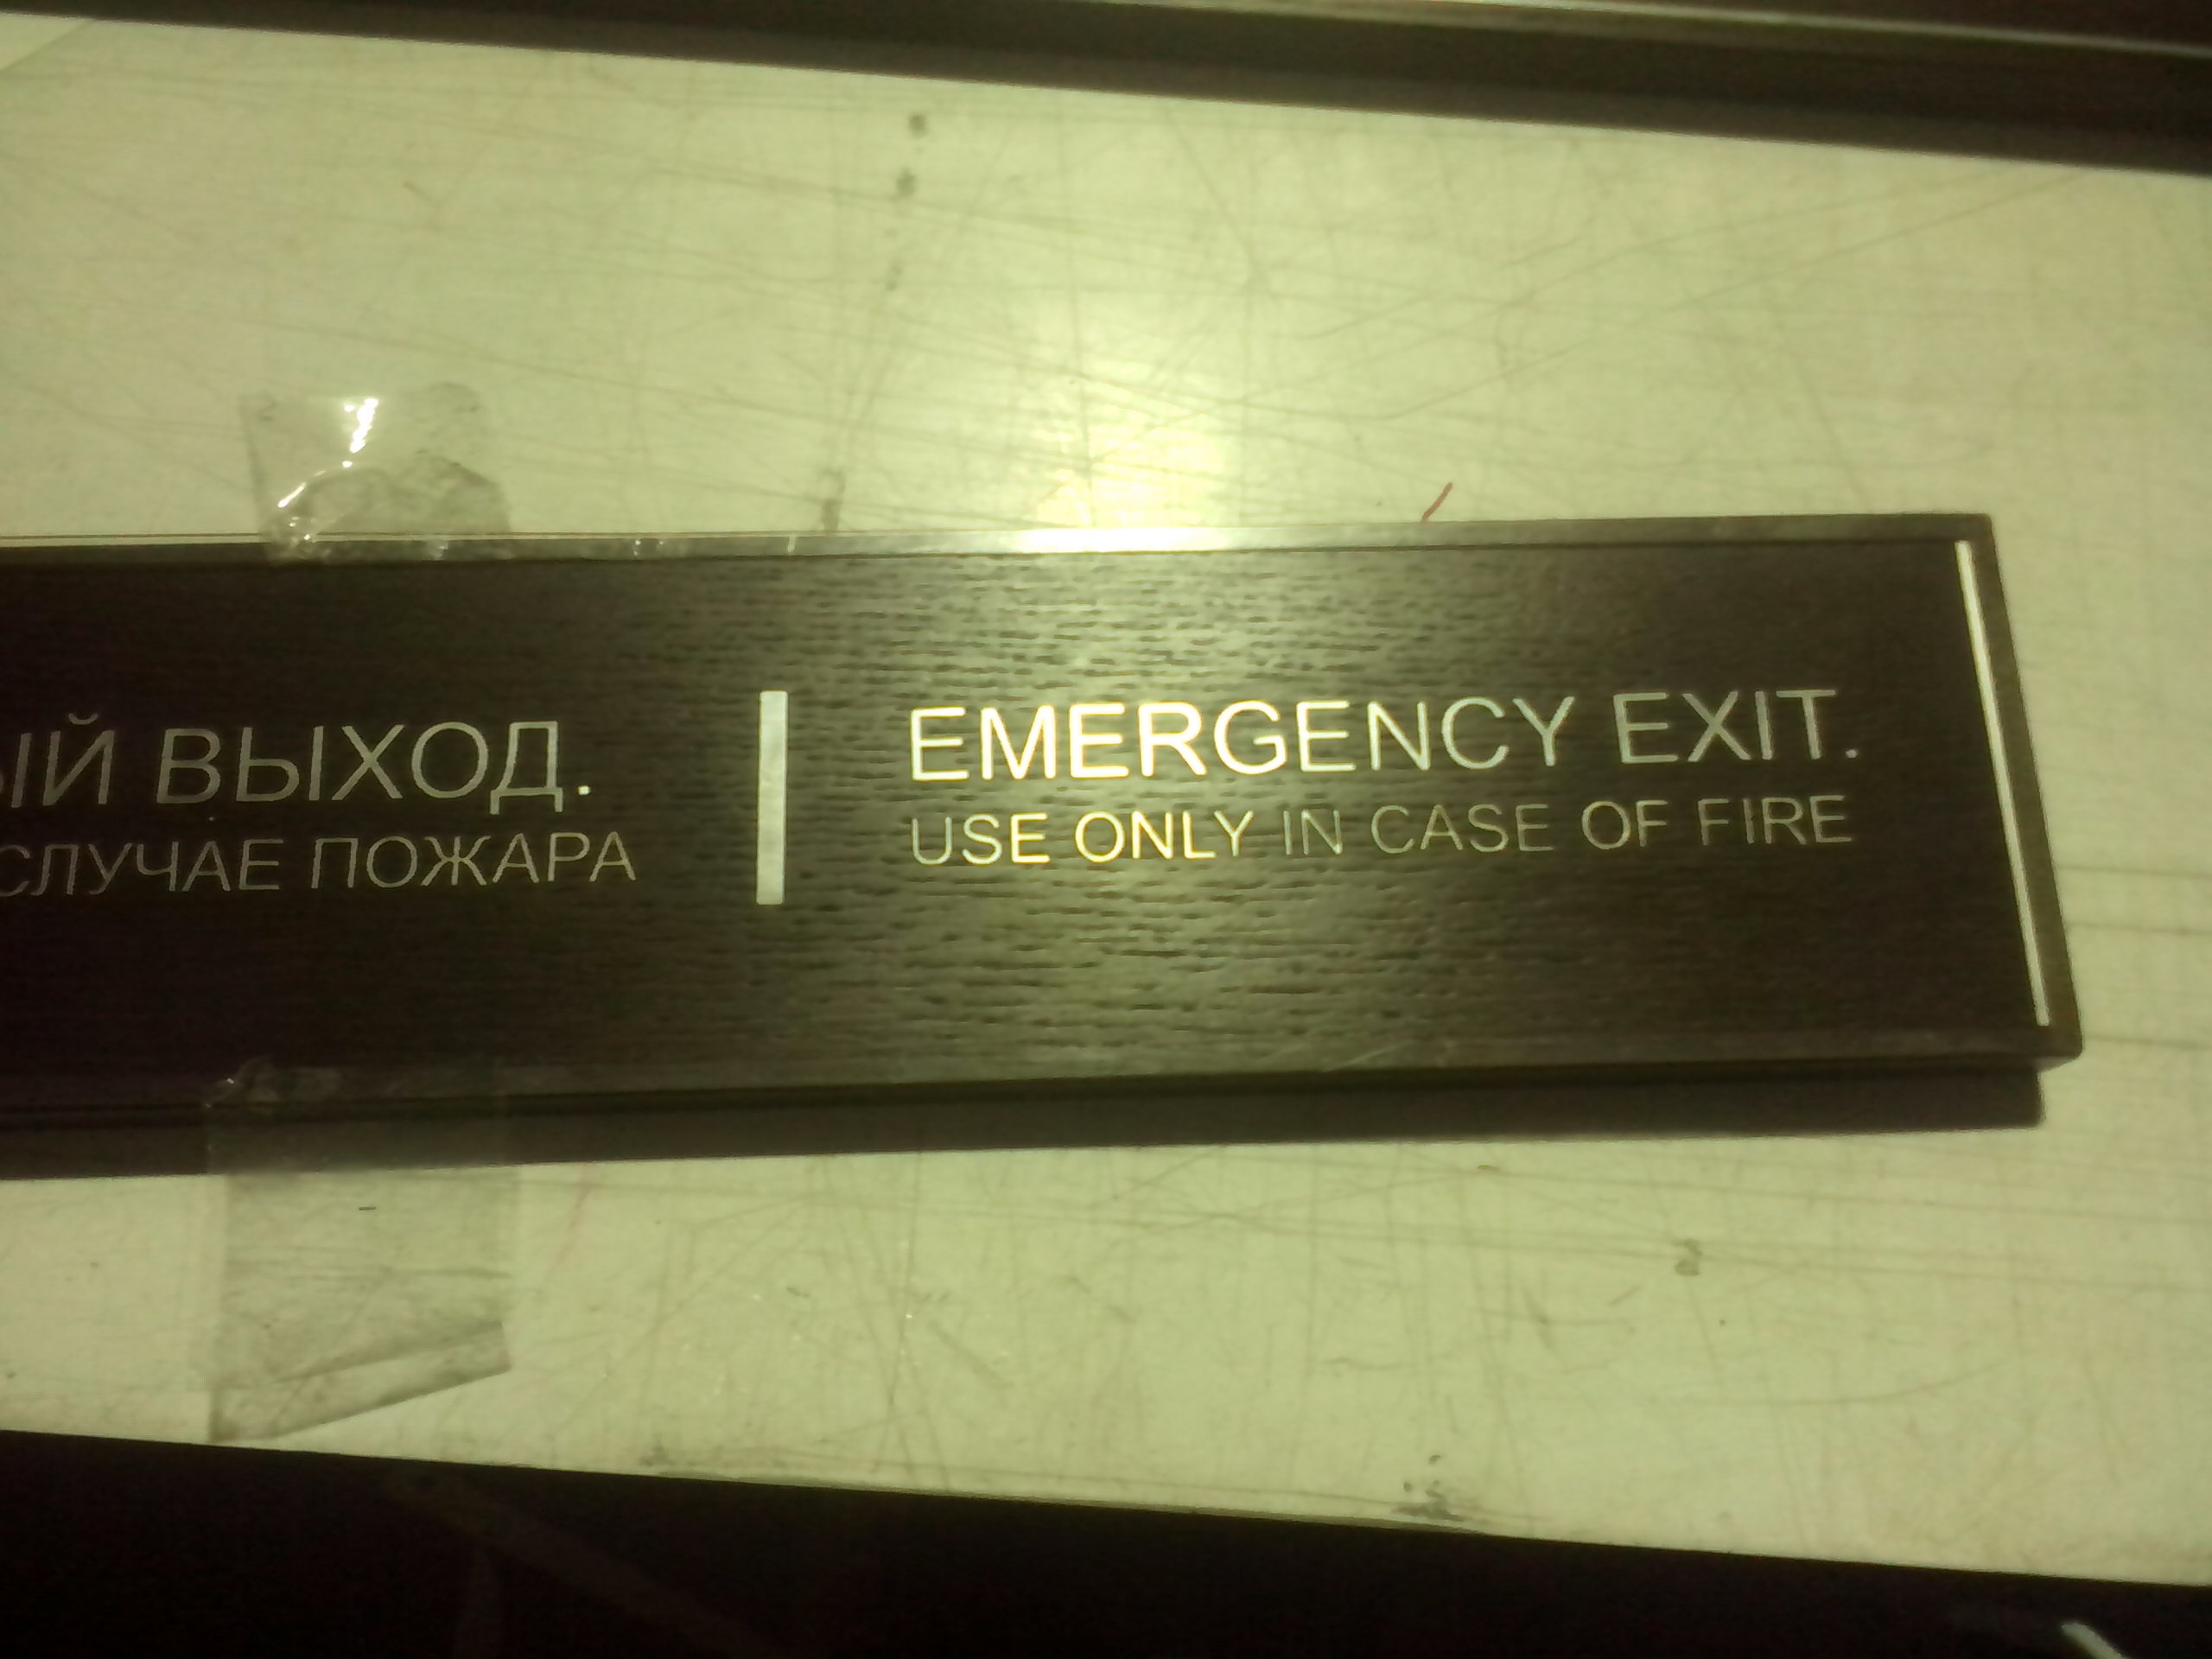 ЫЙ ВЫХОД.
СЛУЧАЕ ПОЖАРА
EMERGENCY EXIT.
USE ONLY IN CASE OF FIRE